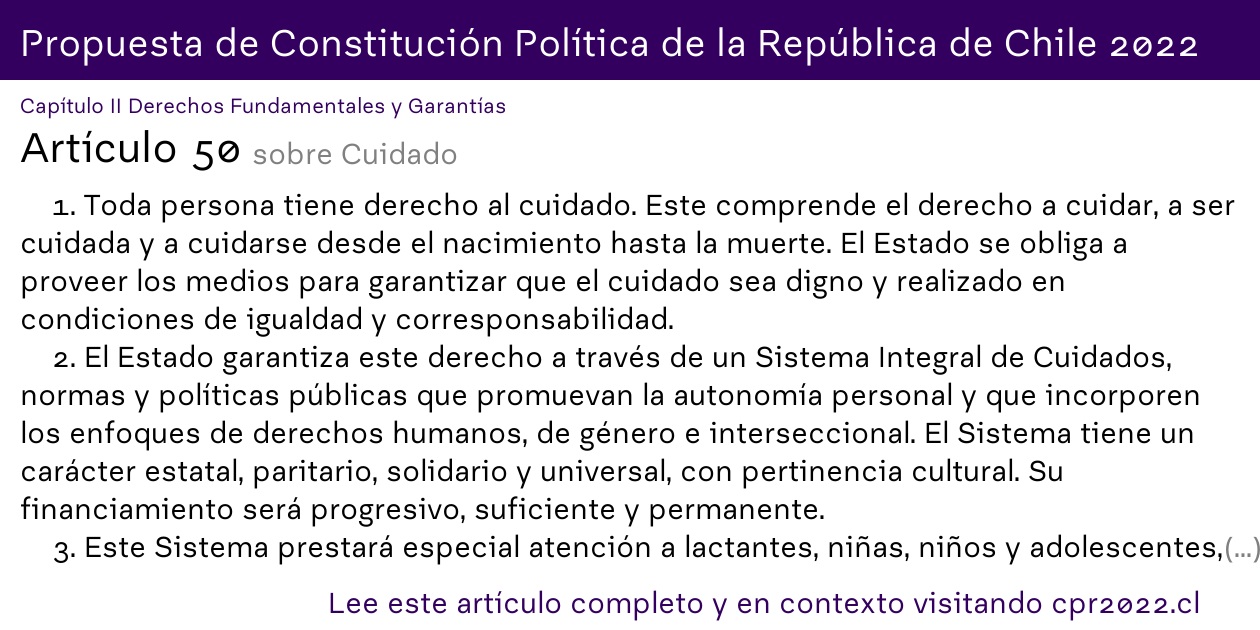 Propuesta de Constitución Política de la República de Chile 2022
Capítulo II Derechos Fundamentales y Garantías
Artículo 50 sobre Cuidado
1. Toda persona tiene derecho al cuidado. Este comprende el derecho a cuidar, a ser
cuidada y a cuidarse desde el nacimiento hasta la muerte. El Estado se obliga a
proveer los medios para garantizar que el cuidado sea digno y realizado en
condiciones de igualdad y corresponsabilidad.
2. El Estado garantiza este derecho a través de un Sistema Integral de Cuidados,
normas y políticas públicas que promuevan la autonomía personal y que incorporen
los enfoques de derechos humanos, de género e interseccional. El Sistema tiene un
carácter estatal, paritario, solidario y universal, con pertinencia cultural. Su
financiamiento será progresivo, suficiente y permanente.
3. Este Sistema prestará especial atención a lactantes, niñas, niños y adolescentes,(...)
Lee este artículo completo y en contexto visitando cpr2022.cl